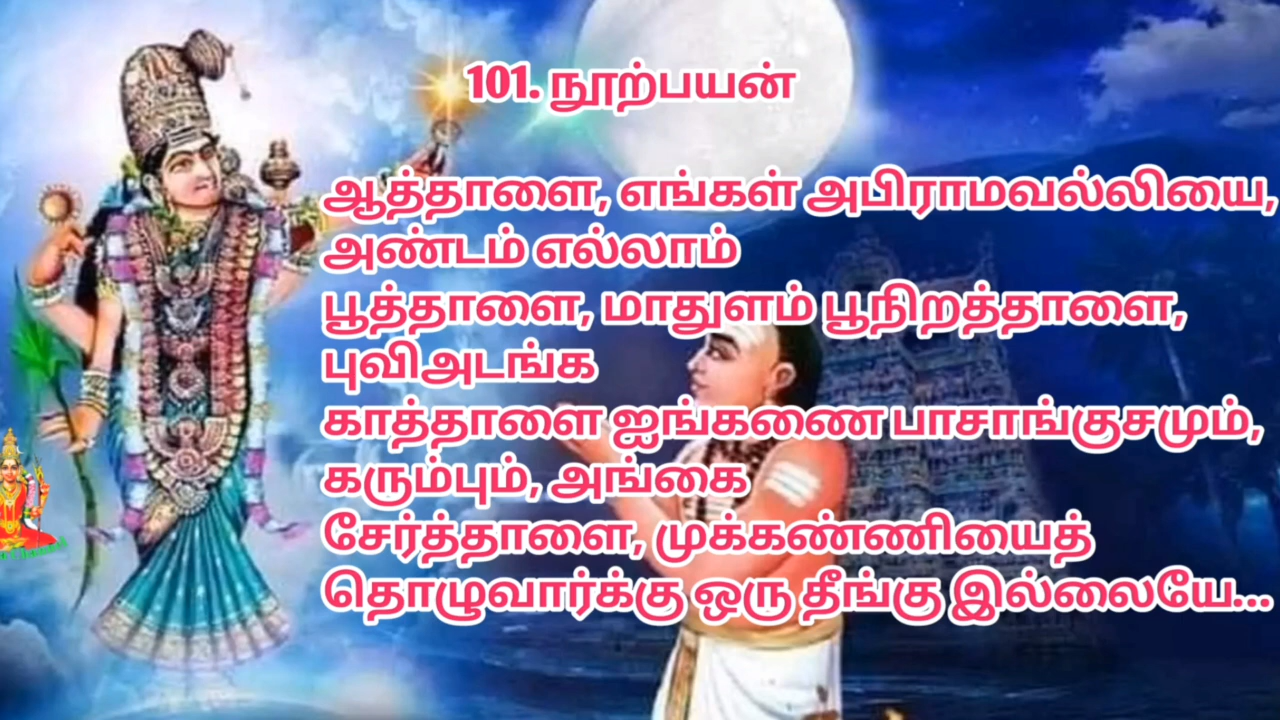 101. நூற்பயன்
ஆத்தாளை, எங்கள் அபிராமவல்லியை,
அண்டம் எல்லாம்
பூத்தாளை, மாதுளம் பூநிறத்தாளை,
புவிஅடங்க
காத்தாளை ஐங்கணை பாசாங்குசமும்,
கரும்பும், அங்கை
சேர்த்தாளை, முக்கண்ணியைத்
தொழுவார்க்கு ஒரு தீங்கு இல்லையே...